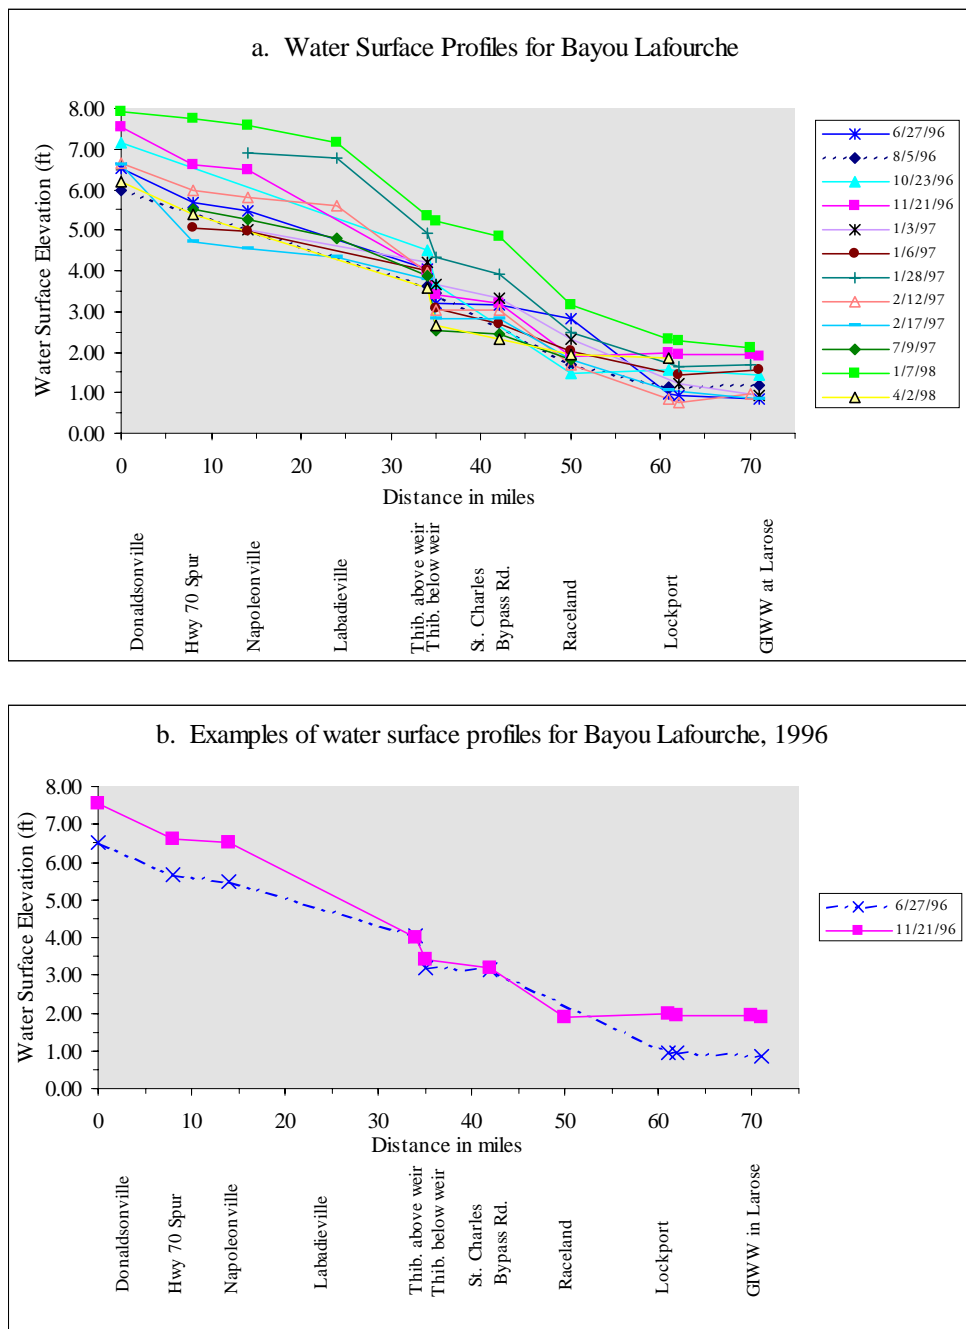 a. Water Surface Profiles for Bayou Lafourche
8.00
7.00
6.00
5.00
4.00
3.00
2.00
1.00
0.00
Water Surface Elevation (ft)
0 10 20 30 40 50 60 70
Distance in miles
Donaldsonville
Hwy 70 Spur
Napoleonville
Labadieville
Thib. above weir
Thib. below weir
St. Charles
Bypass Rd.
Raceland
Lockport
GIWW at Larose
6/27/96
8/5/96
10/23/96
11/21/96
1/3/97
1/6/97
1/28/97
2/12/97
2/17/97
7/9/97
1/7/98
4/2/98
b. Examples of water surface profiles for Bayou Lafourche, 1996
8.00
7.00
6.00
5.00
4.00
3.00
2.00
1.00
0.00
Water Surface Elevation (ft)
0 10 20 30 40 50 60 70
Distance in miles
Donaldsonville
Hwy 70 Spur
Napoleonville
Labadieville
Thib. above weir
Thib. below weir
St. Charles
Bypass Rd.
Raceland
Lockport
GIWW in Larose
6/27/96
11/21/96